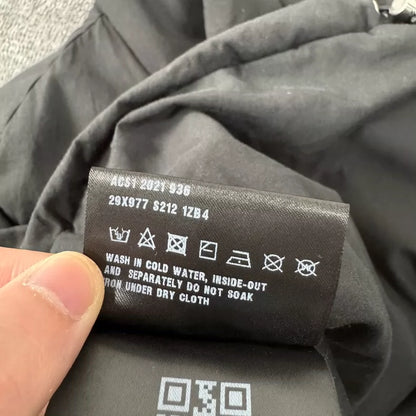 ACS1 2021 936
29X977 S212 1ZB4
WASH IN COLD WATER, INSIDE-OUT
AND SEPARATELY DO NOT SOAK
IRON UNDER DRY CLOTH